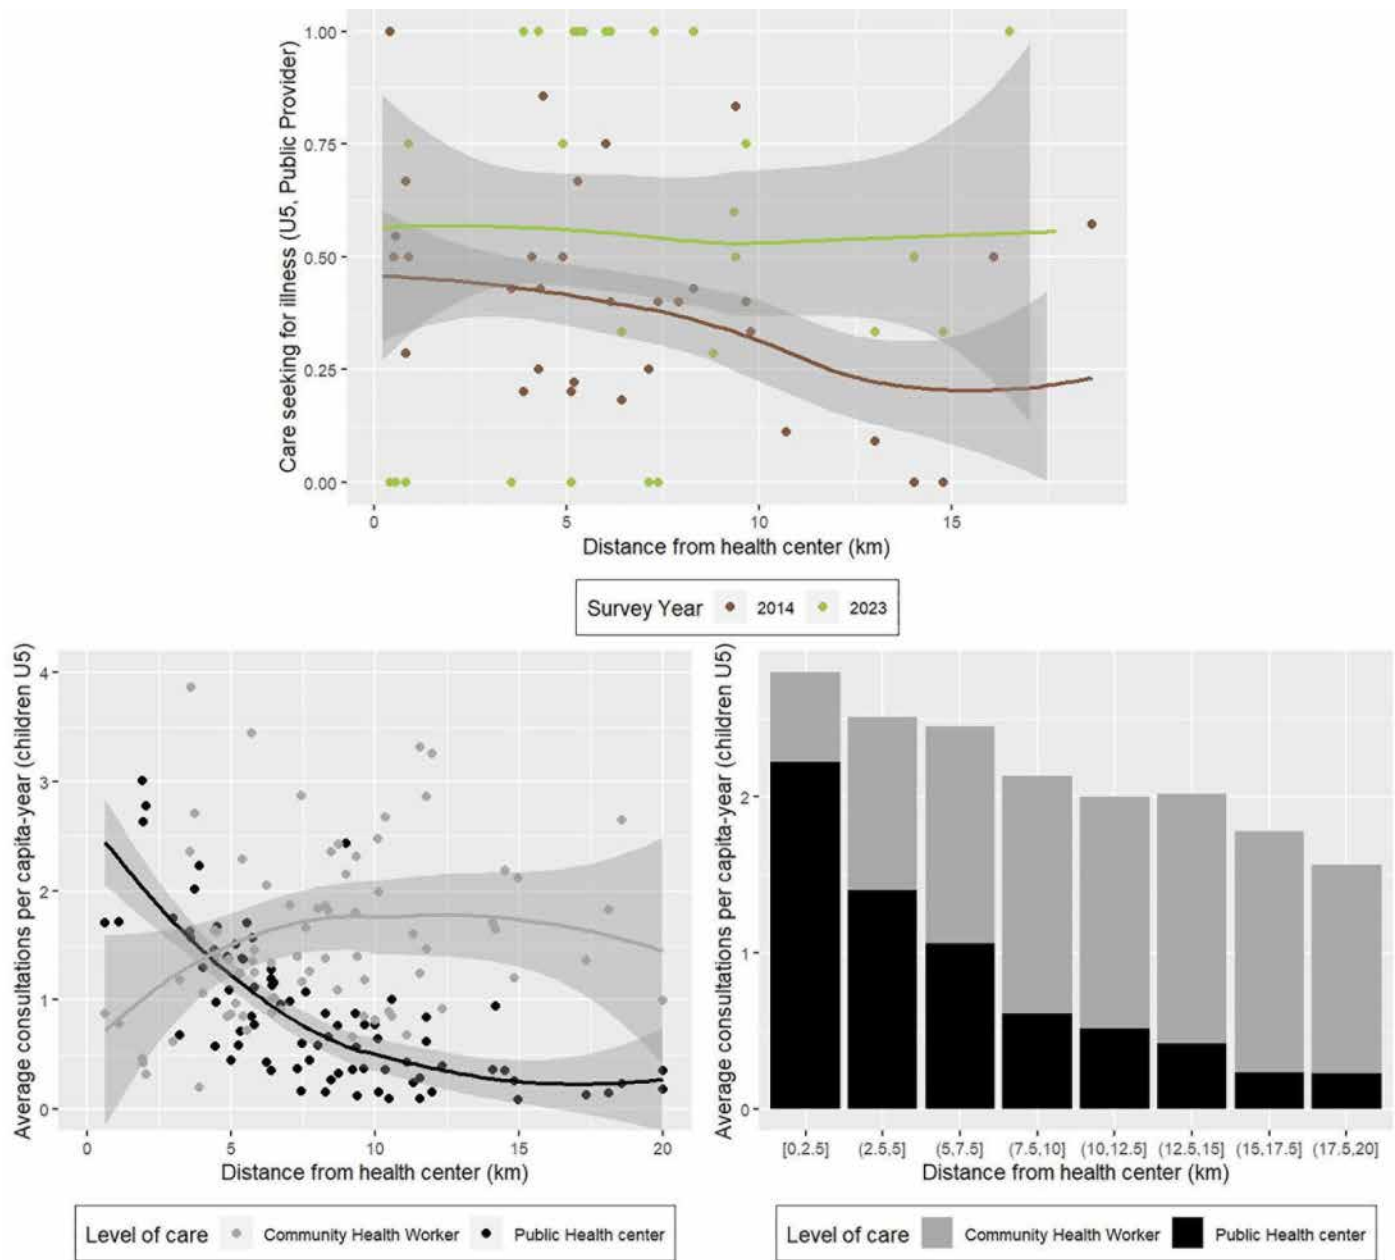 Care seeking for illness (U5, Public Provider)
1.00
0.75
0.50
0.25
0.00
0 5 10 15
Distance from health center (km)
Survey Year 2014 2023
Average consultations per capita-year (children U5)
4
3
2
1
0
0 5 10 15 20
Distance from health center (km)
Level of care Community Health Worker Public Health center
Average consultations per capita-year (children U5)
2
1
0
[0,2.5] (2.5,5] (5,7.5] (7.5,10] (10,12.5] (12.5,15] (15,17.5] (17.5,20]
Distance from health center (km)
Level of care Community Health Worker Public Health center